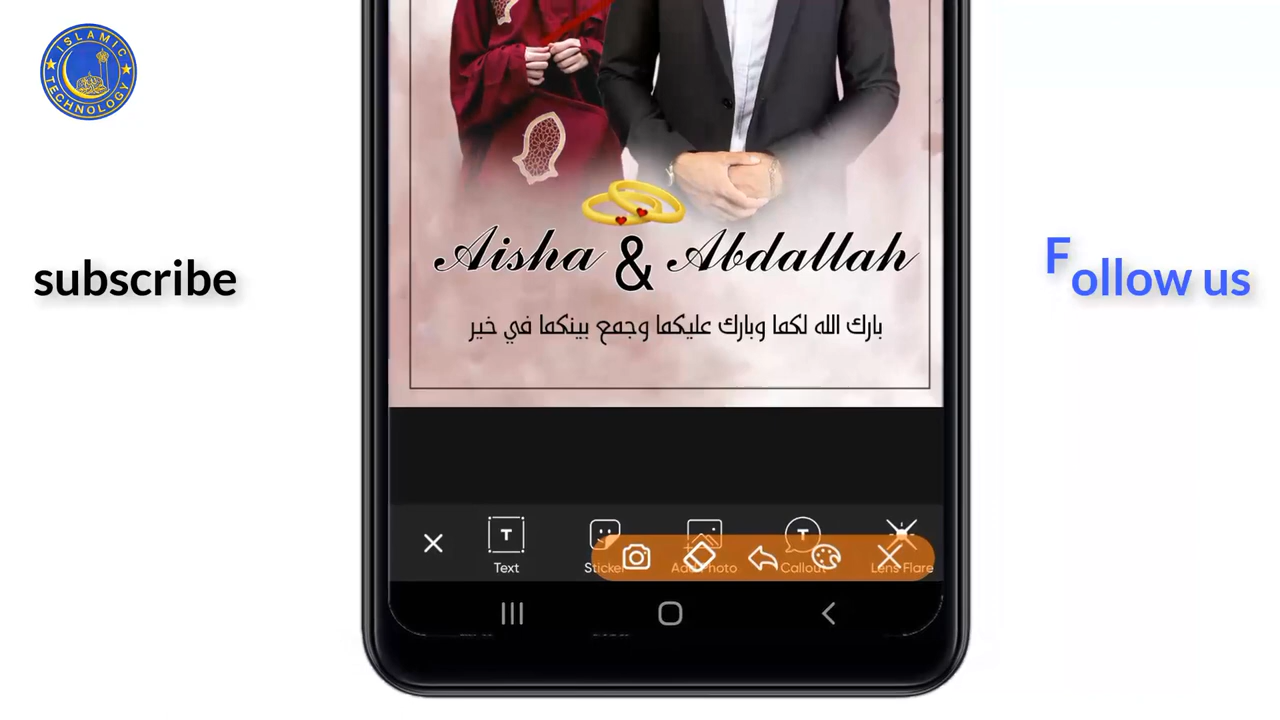 ISLAMIC
TECHNOLOGY
subscribe
Follow us
Aisha & Abdallah
بارك الله لكما وبارك عليكما وجمع بينكما في خير
T
T
Text
Sticker
Add Photo
Callout
Lens Flare